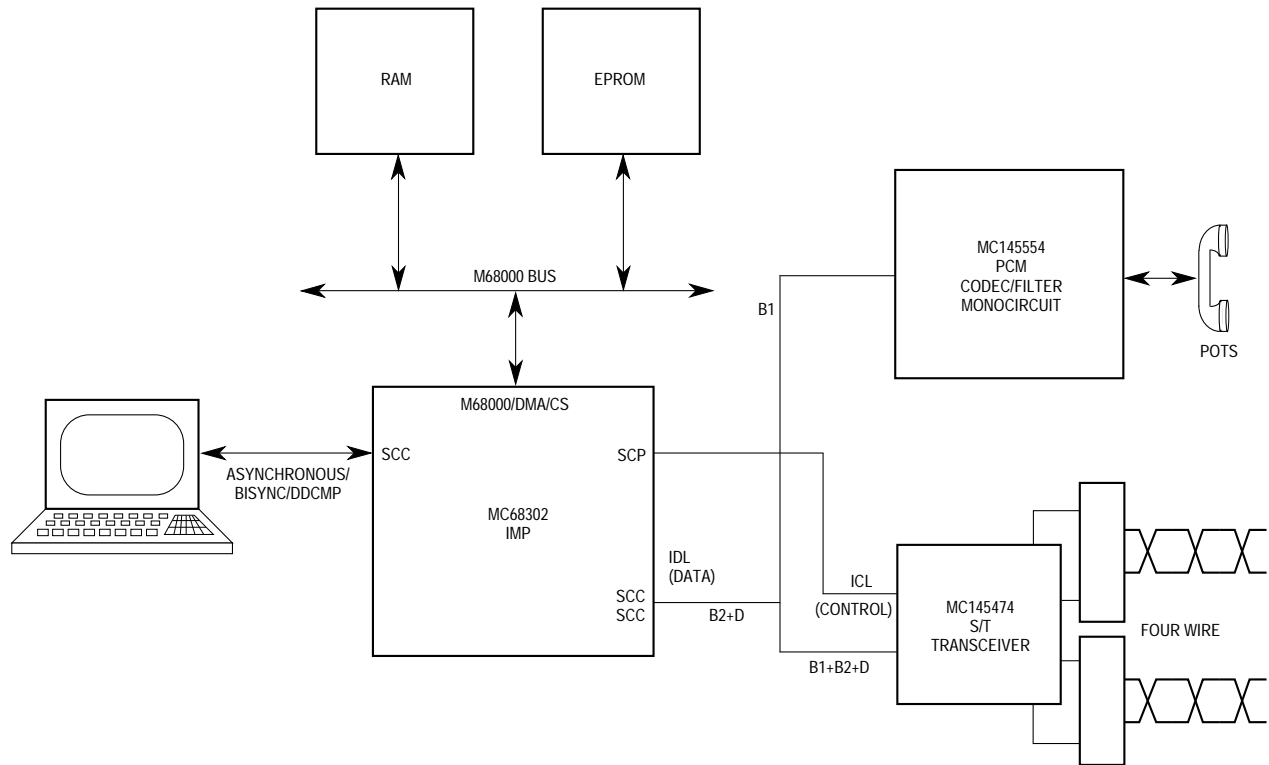 RAM
EPROM
M68000 BUS
MC145554
PCM
CODEC/FILTER
MONOCIRCUIT
POTS
B1
M68000/DMA/CS
SCC
SCP
ASYNCHRONOUS/
BISYNC/DDCMP
MC68302
IMP
IDL
(DATA)
SCC
SCC
B2+D
ICL
(CONTROL)
B1+B2+D
MC145474
S/T
TRANSCEIVER
FOUR WIRE